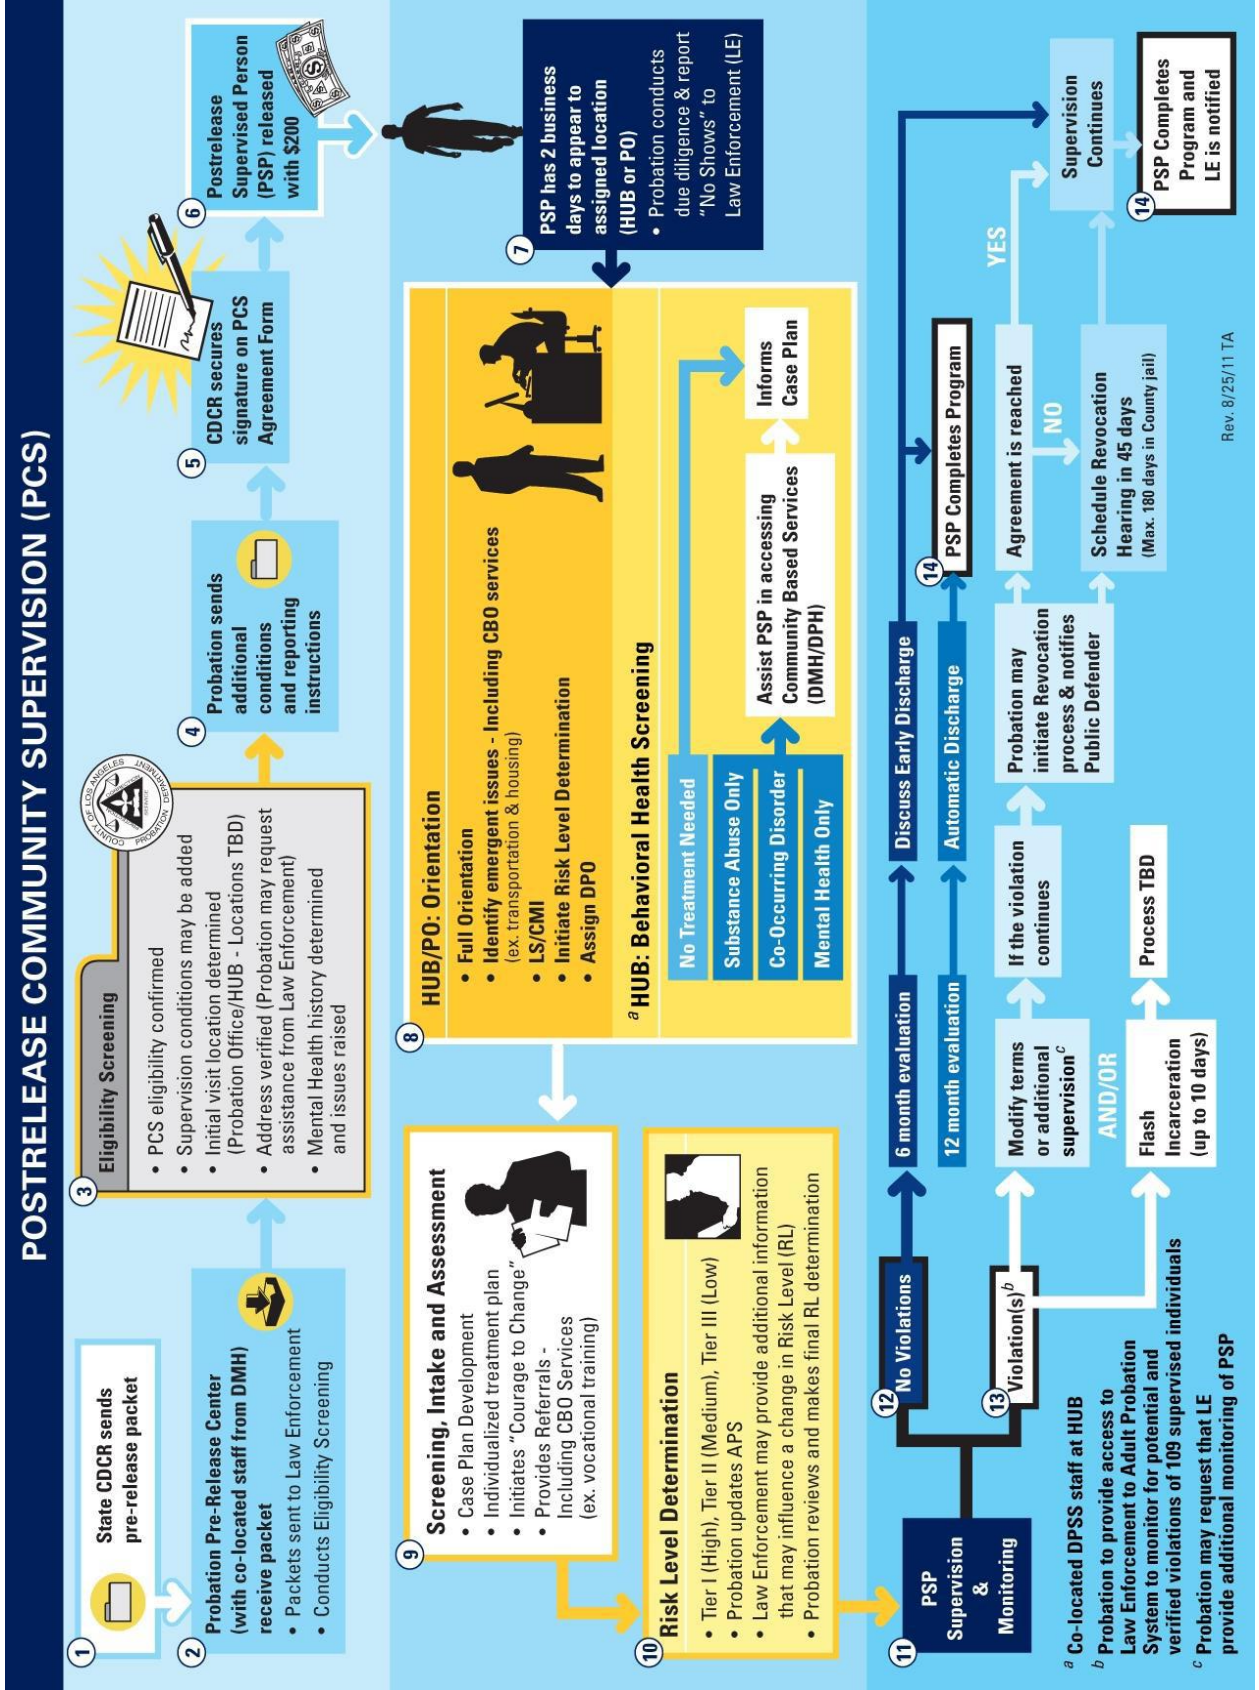 POSTRELEASE COMMUNITY SUPERVISION (PCS)
1
State CDCR sends
pre-release packet
2
Probation Pre-Release Center
(with co-located staff from DMH)
receive packet
• Packets sent to Law Enforcement
• Conducts Eligibility Screening
3
Eligibility Screening
• PCS eligibility confirmed
• Supervision conditions may be added
• Initial visit location determined
(Probation Office/HUB - Locations TBD)
• Address verified (Probation may request
assistance from Law Enforcement)
• Mental Health history determined
and issues raised
COUNTY OF LOS ANGELES
PROBATION DEPARTMENT
4
Probation sends
additional
conditions
and reporting
instructions
5
CDCR secures
signature on PCS
Agreement Form
6
Postrelease
Supervised Person
(PSP) released
with $200
7
PSP has 2 business
days to appear to
assigned location
(HUB or PO)
• Probation conducts
due diligence & report
"No Shows" to
Law Enforcement (LE)
8
HUB/PO: Orientation
• Full Orientation
• Identify emergent issues - Including CBO services
(ex. transportation & housing)
• LS/CMI
• Initiate Risk Level Determination
• Assign DPO
a HUB: Behavioral Health Screening
No Treatment Needed
Substance Abuse Only
Co-Occurring Disorder
Mental Health Only
Assist PSP in accessing
Community Based Services
(DMH/DPH)
Informs
Case Plan
9
Screening, Intake and Assessment
• Case Plan Development
• Individualized treatment plan
• Initiates "Courage to Change"
• Provides Referrals -
Including CBO Services
(ex. vocational training)
10
Risk Level Determination
• Tier I (High), Tier II (Medium), Tier III (Low)
• Probation updates APS
• Law Enforcement may provide additional information
that may influence a change in Risk Level (RL)
• Probation reviews and makes final RL determination
11
PSP
Supervision
&
Monitoring
12
No Violations
6 month evaluation
Discuss Early Discharge
12 month evaluation
Automatic Discharge
14
PSP Completes Program
13
Violation(s) b
Modify terms
or additional
supervision c
AND/OR
Flash
Incarceration
(up to 10 days)
If the violation
continues
Process TBD
Probation may
initiate Revocation
process & notifies
Public Defender
Agreement is reached
YES
NO
Schedule Revocation
Hearing in 45 days
(Max. 180 days in County jail)
Supervision
Continues
14
PSP Completes
Program and
LE is notified
a Co-located DPSS staff at HUB
b Probation to provide access to
Law Enforcement to Adult Probation
System to monitor for potential and
verified violations of 109 supervised individuals
c Probation may request that LE
provide additional monitoring of PSP
Rev. 8/25/11 TA